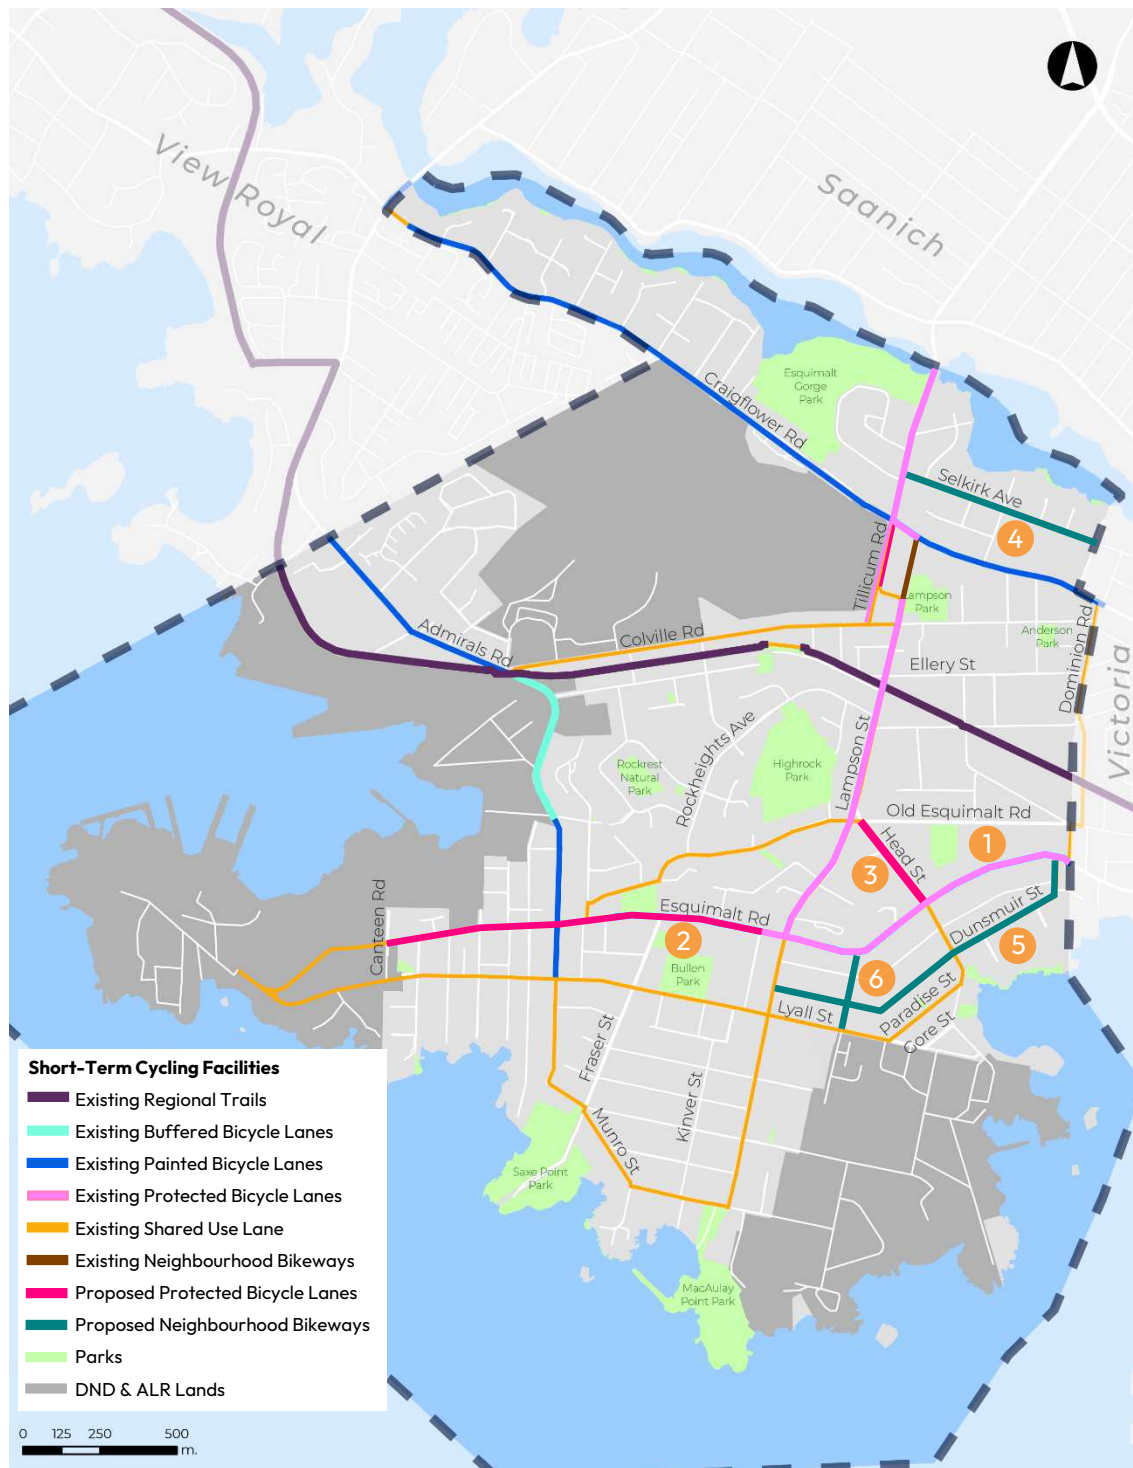 View Royal
Saanich
Esquimalt
Gorge
Park
Craigflower Rd
Selkirk Ave
4
Tillicum Rd
Lampson
Park
Anderson
Park
Dominion Rd
Victoria
Admirals Rd
Colville Rd
Ellery St
Rockheights Ave
Lampson St
Rockrest
Natural
Park
Highrock
Park
Old Esquimalt Rd
1
Head St
3
Canteen Rd
Esquimalt Rd
2
Dunsmuir St
5
Bullen
Park
6
Lyall St
Paradise St
Gore St
Fraser St
Kinver St
Munro St
Saxe Point
Park
MacAulay
Point Park
Short-Term Cycling Facilities
Existing Regional Trails
Existing Buffered Bicycle Lanes
Existing Painted Bicycle Lanes
Existing Protected Bicycle Lanes
Existing Shared Use Lane
Existing Neighbourhood Bikeways
Proposed Protected Bicycle Lanes
Proposed Neighbourhood Bikeways
Parks
DND & ALR Lands
0 125 250 500
m.